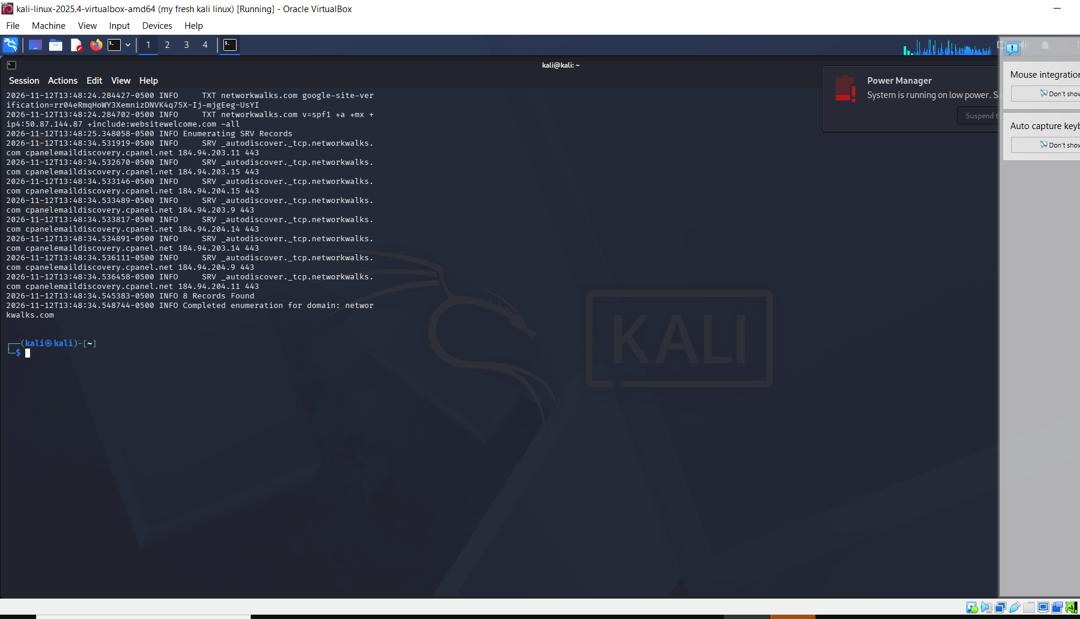 kali-linux-2025.4-virtualbox-amd64 (my fresh kali linux) [Running] - Oracle VirtualBox
File Machine View Input Devices Help
1 2 3 4
kali@kali: ~
Session Actions Edit View Help
2026-11-12T13:48:24.284427-0500 INFO TXT networkwalks.com google-site-ver
ification=rr04eRmqHoWY3XemnizDNVK4q75X-Ij-mjgEeg-UsYI
2026-11-12T13:48:24.284702-0500 INFO TXT networkwalks.com v=spf1 +a +mx +
ip4:50.87.144.87 +include:websitewelcome.com ~all
2026-11-12T13:48:25.348058-0500 INFO Enumerating SRV Records
2026-11-12T13:48:34.531919-0500 INFO SRV _autodiscover._tcp.networkwalks.
com cpanelemaildiscovery.cpanel.net 184.94.203.11 443
2026-11-12T13:48:34.532670-0500 INFO SRV _autodiscover._tcp.networkwalks.
com cpanelemaildiscovery.cpanel.net 184.94.203.15 443
2026-11-12T13:48:34.533146-0500 INFO SRV _autodiscover._tcp.networkwalks.
com cpanelemaildiscovery.cpanel.net 184.94.204.15 443
2026-11-12T13:48:34.533489-0500 INFO SRV _autodiscover._tcp.networkwalks.
com cpanelemaildiscovery.cpanel.net 184.94.203.9 443
2026-11-12T13:48:34.533817-0500 INFO SRV _autodiscover._tcp.networkwalks.
com cpanelemaildiscovery.cpanel.net 184.94.204.14 443
2026-11-12T13:48:34.534891-0500 INFO SRV _autodiscover._tcp.networkwalks.
com cpanelemaildiscovery.cpanel.net 184.94.203.14 443
2026-11-12T13:48:34.536111-0500 INFO SRV _autodiscover._tcp.networkwalks.
com cpanelemaildiscovery.cpanel.net 184.94.204.9 443
2026-11-12T13:48:34.536458-0500 INFO SRV _autodiscover._tcp.networkwalks.
com cpanelemaildiscovery.cpanel.net 184.94.204.11 443
2026-11-12T13:48:34.545383-0500 INFO 8 Records Found
2026-11-12T13:48:34.548744-0500 INFO Completed enumeration for domain: networ
kwalks.com
┌──(kali㉿kali)-[~]
└─$
KALI
Power Manager
System is running on low power. S
Suspend
Mouse integration
Don't show
Auto capture keyb
Don't show